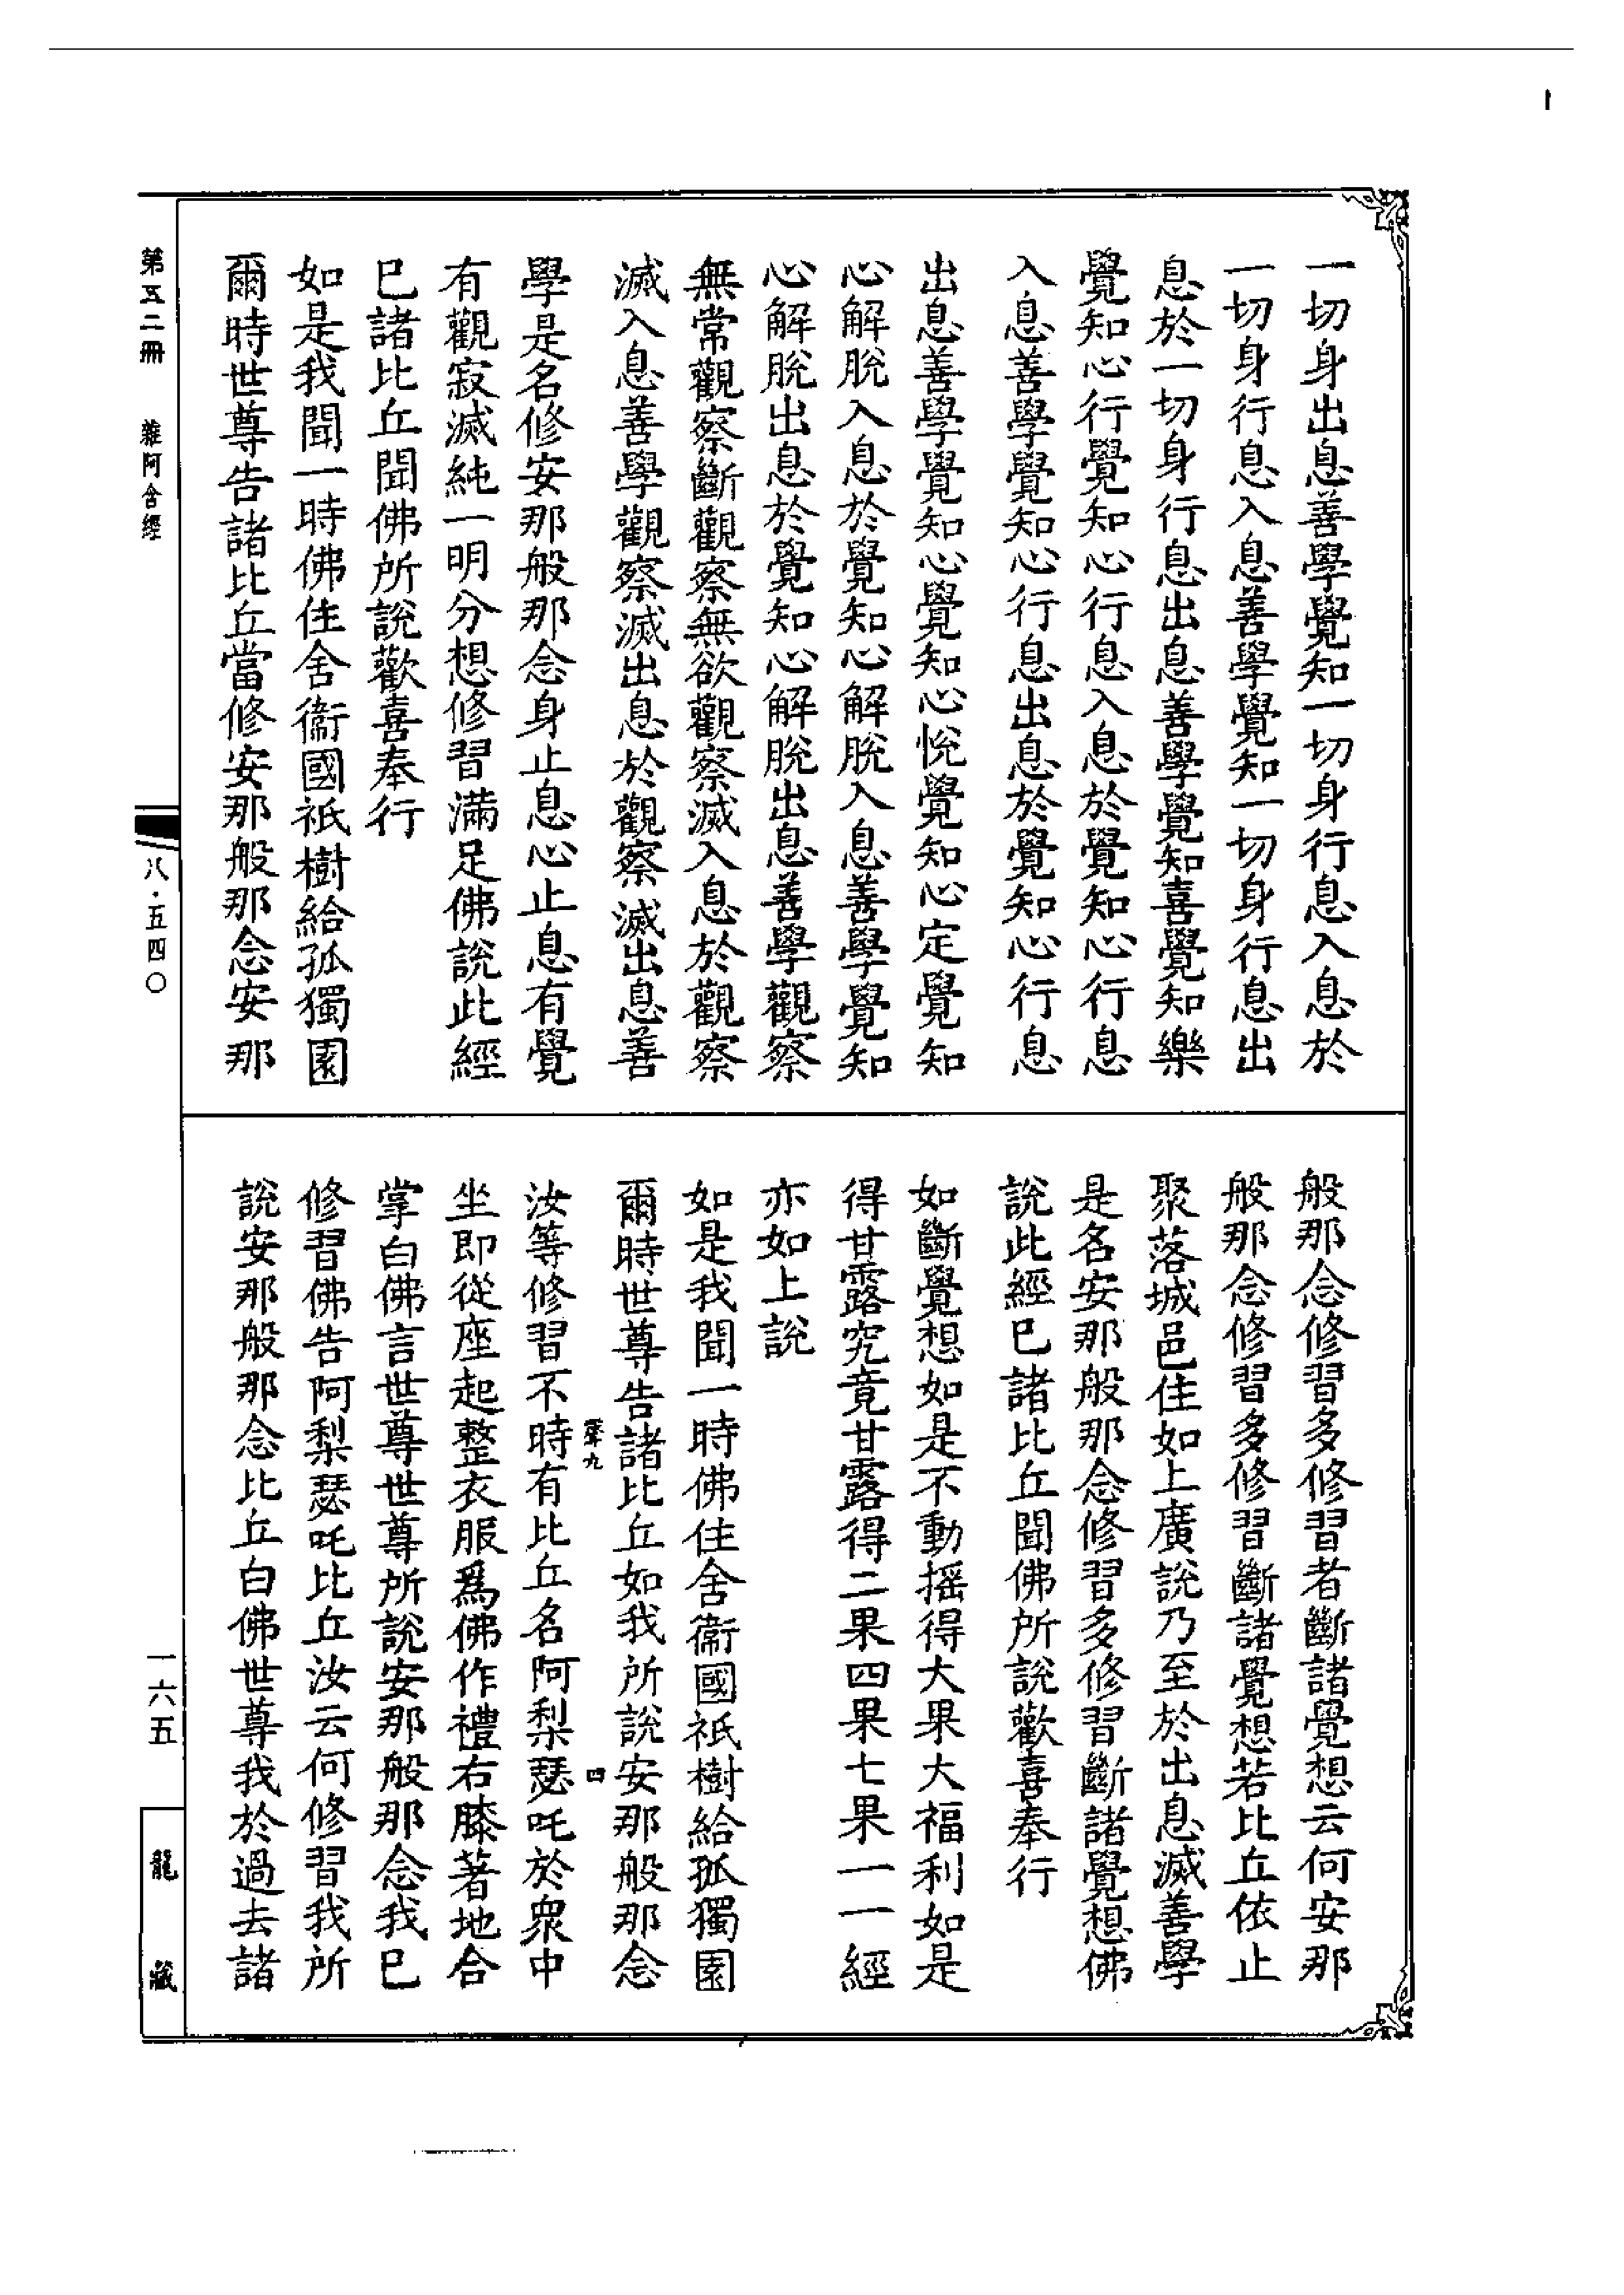 一切身出息善學覺知一切身行息入息於
一切身行息入息善學覺知一切身行息出
息於一切身行息出息善學覺知喜覺知樂
覺知心行覺知心行息入息於覺知心行息
入息善學覺知心行息出息於覺知心行息
出息善學覺知心覺知心悅覺知心定覺知
心解脫入息於覺知心解脫入息善學覺知
心解脫出息於覺知心解脫出息善學觀察
無常觀察斷觀察無欲觀察滅入息於觀察
滅入息善學觀察滅出息於觀察滅出息善
學是名修安那般那念身止息心止息有覺
有觀寂滅純一明分想修習滿足佛說此經
巳諸比丘聞佛所說歡喜奉行
如是我聞一時佛住舍衞國祇樹給孤獨園
爾時世尊告諸比丘當修安那般那念安那
般那念修習多修習者斷諸覺想云何安那
般那念修習多修習斷諸覺想若比丘依止
聚落城邑住如上廣說乃至於出息滅善學
是名安那般那念修習多修習斷諸覺想佛
說此經巳諸比丘聞佛所說歡喜奉行
如斷覺想如是不動搖得大果大福利如是
得甘露究竟甘露得二果四果七果一一經
亦如上說
如是我聞一時佛住舍衞國祇樹給孤獨園
爾時世尊告諸比丘如我所說安那般那念
聲九 四
汝等修習不時有比丘名阿梨瑟吒於眾中
坐即從座起整衣服爲佛作禮右膝著地合
掌白佛言世尊世尊所說安那般那念我巳
修習佛告阿梨瑟吒比丘汝云何修習我所
說安那般那念比丘白佛世尊我於過去諸
第五二冊 雜阿含經 八·五四〇 一六五 龍藏